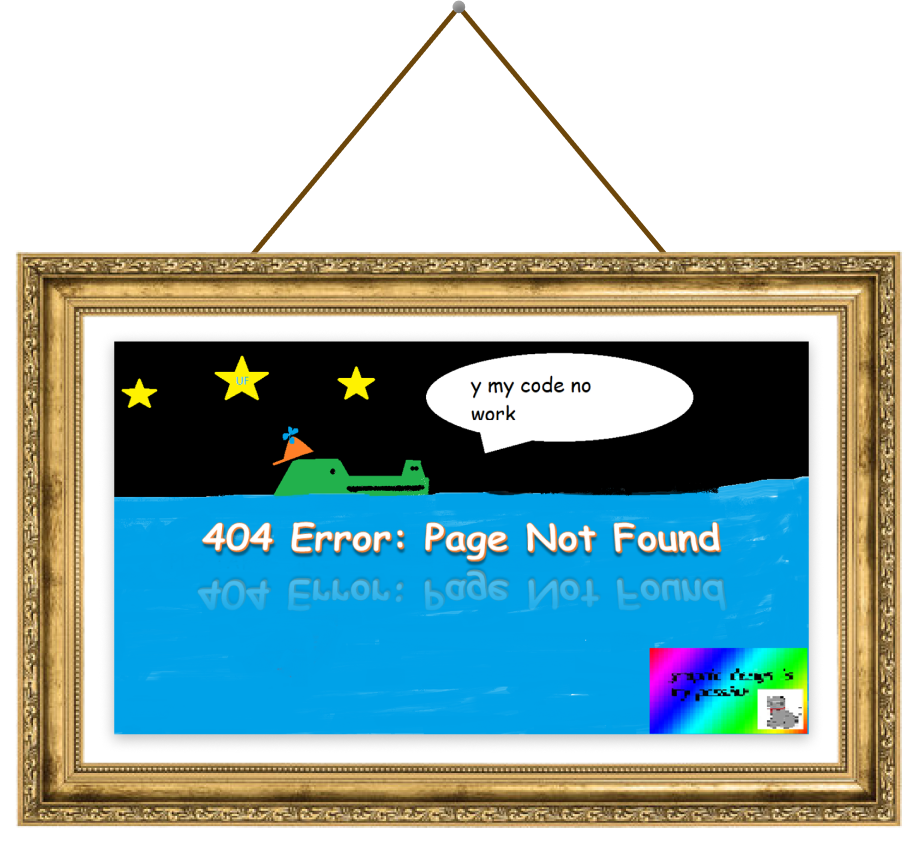 UF
y my code no
work
404 Error: Page Not Found
404 Error: Page Not Found
graphic design is
my passion